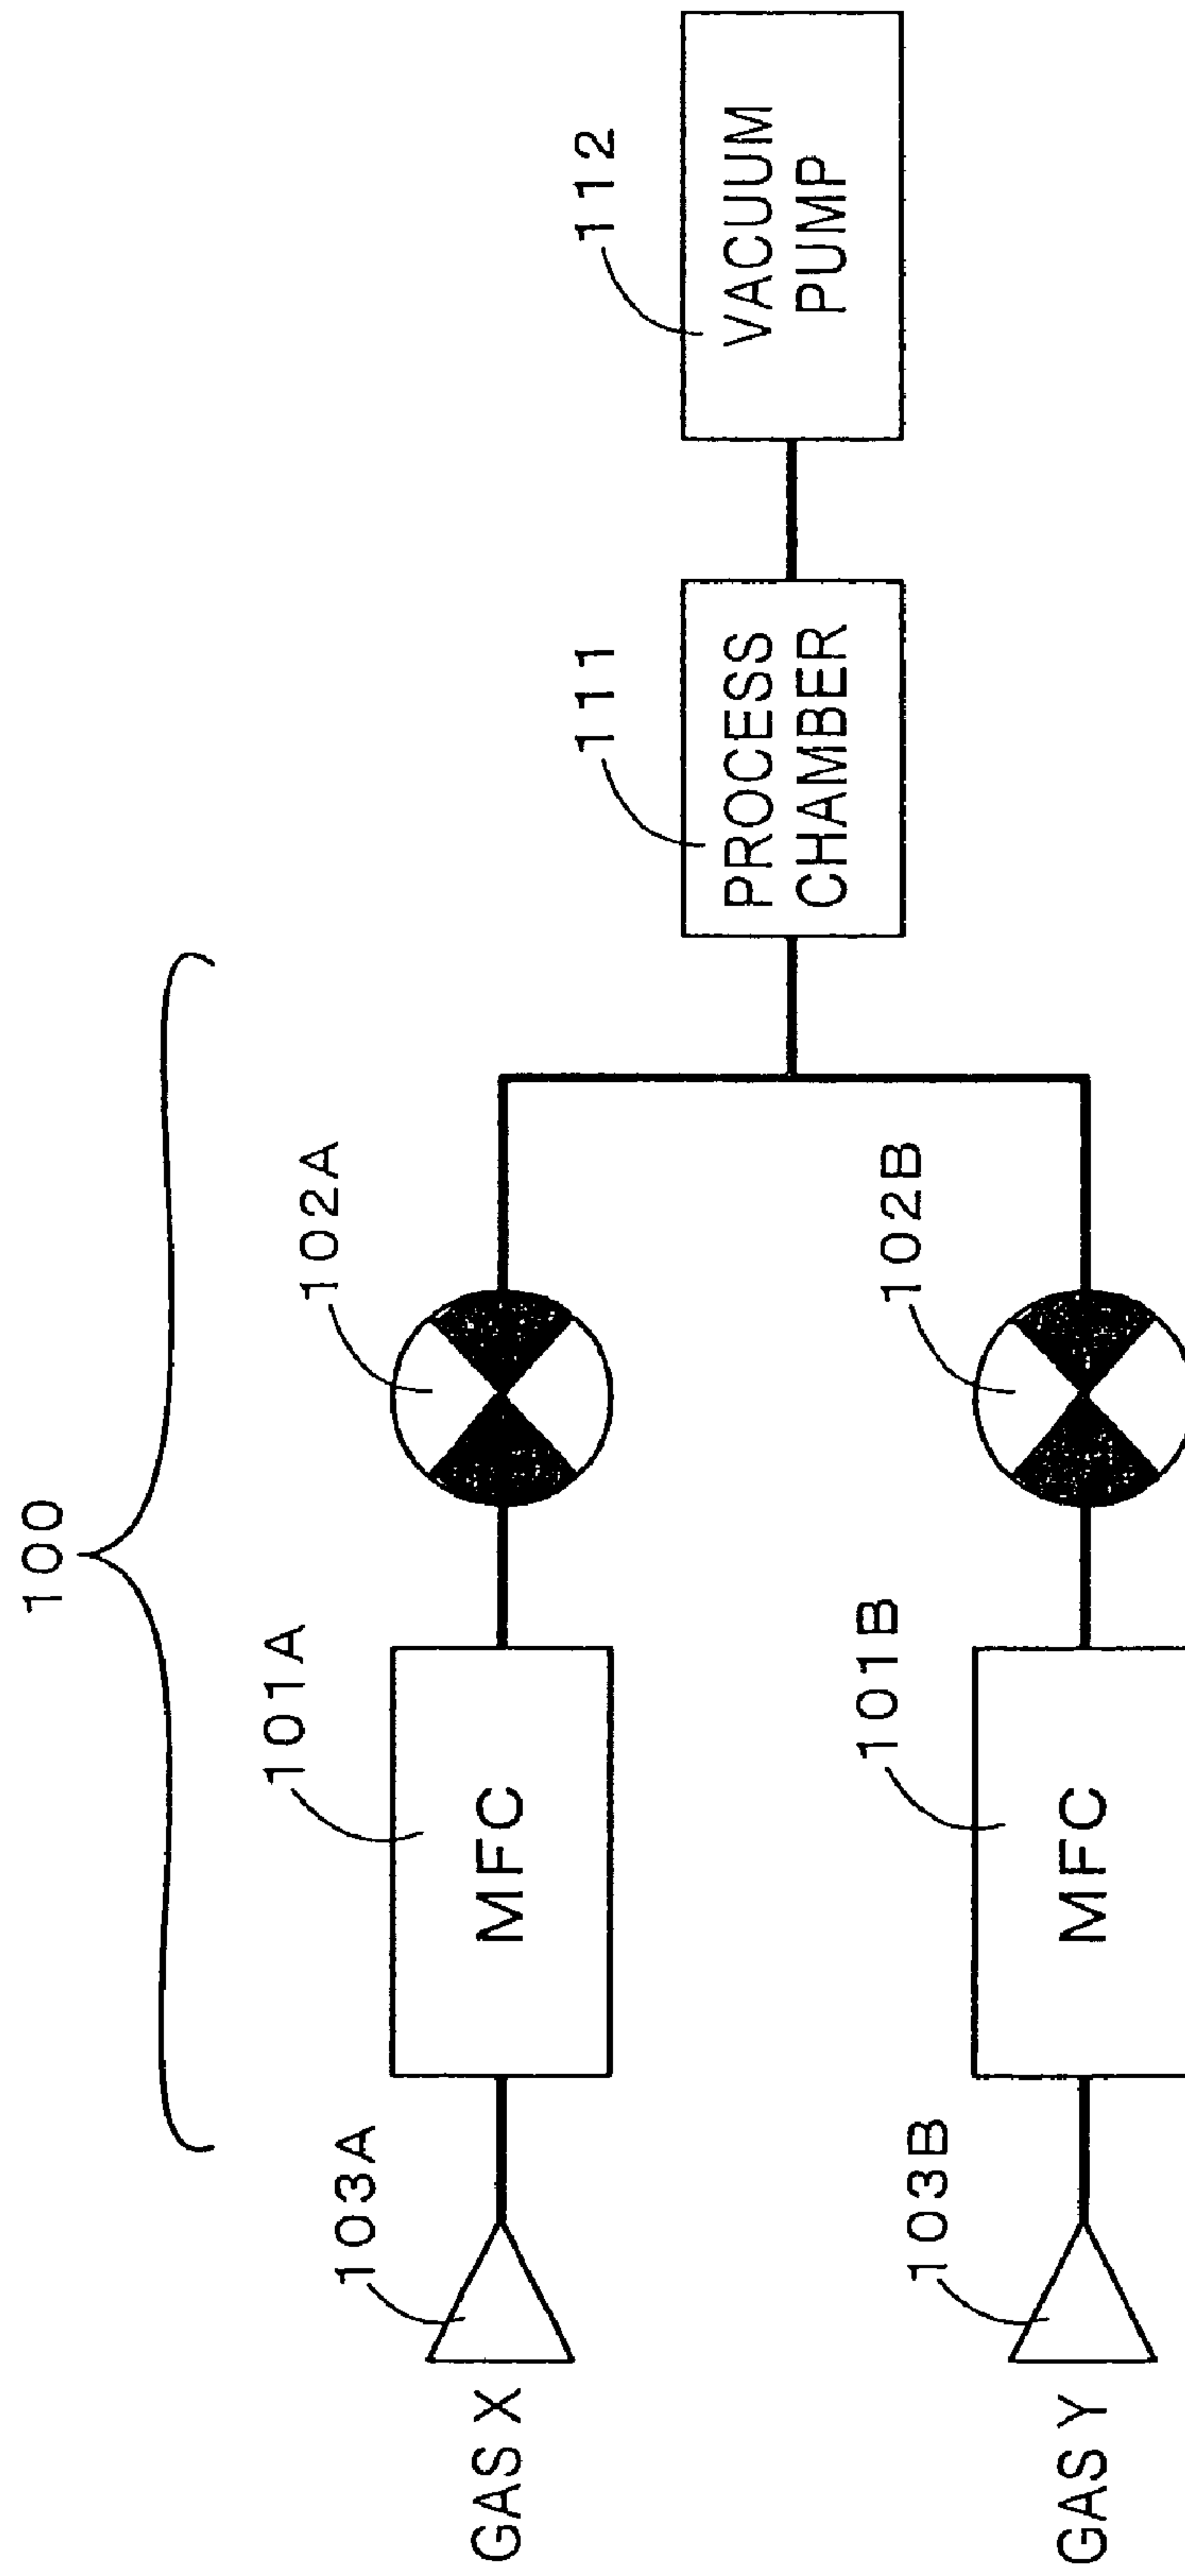 100
103A
101A
102A
GAS X
MFC
111
112
PROCESS
CHAMBER
VACUUM
PUMP
103B
101B
102B
GAS Y
MFC